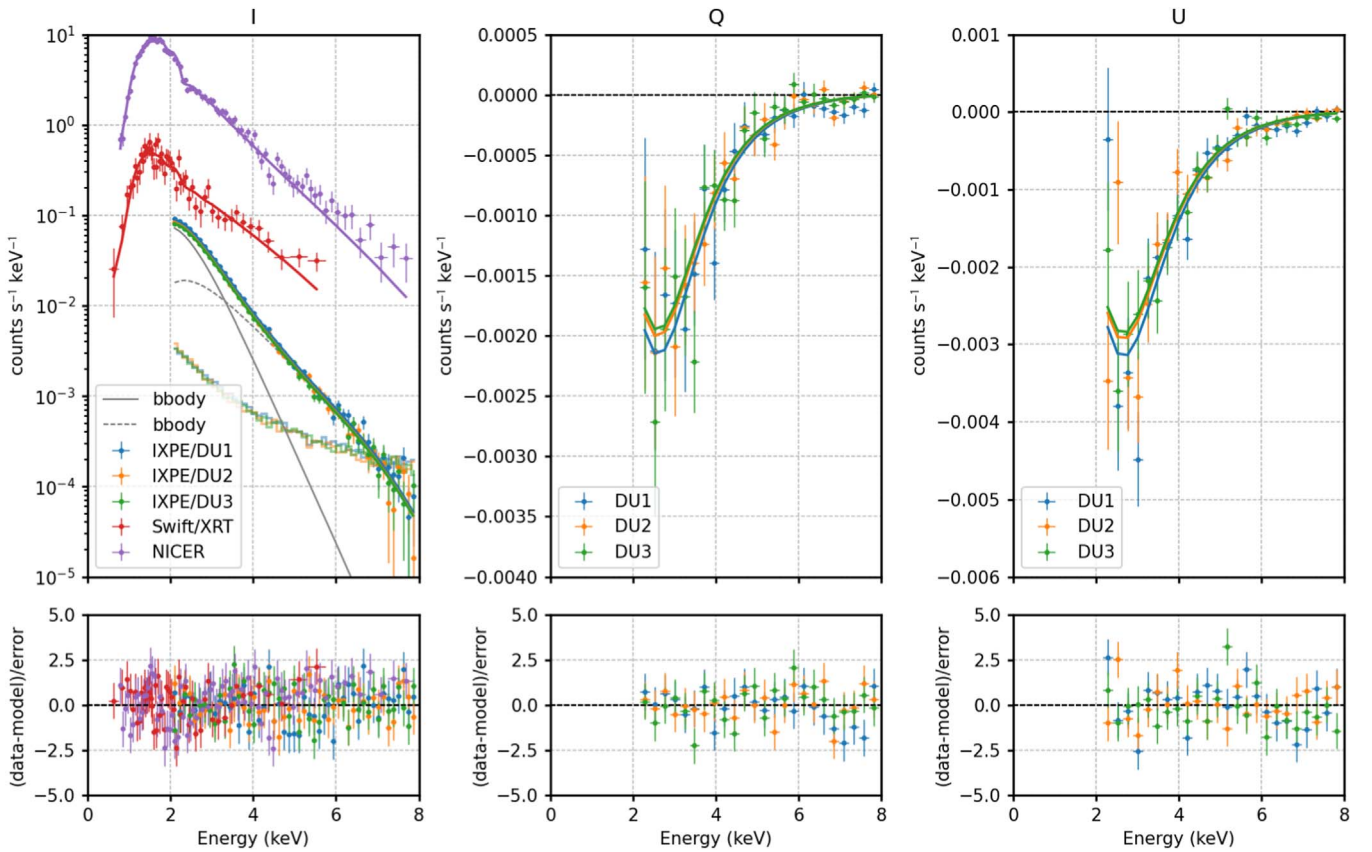 I
Q
U
counts s⁻¹ keV⁻¹
10¹
10⁰
10⁻¹
10⁻²
10⁻³
10⁻⁴
10⁻⁵
bbody
bbody
IXPE/DU1
IXPE/DU2
IXPE/DU3
Swift/XRT
NICER
counts s⁻¹ keV⁻¹
0.0005
0.0000
−0.0005
−0.0010
−0.0015
−0.0020
−0.0025
−0.0030
−0.0035
−0.0040
DU1
DU2
DU3
counts s⁻¹ keV⁻¹
0.001
0.000
−0.001
−0.002
−0.003
−0.004
−0.005
−0.006
DU1
DU2
DU3
(data-model)/error
5.0
2.5
0.0
−2.5
−5.0
0 2 4 6 8
Energy (keV)
(data-model)/error
5.0
2.5
0.0
−2.5
−5.0
0 2 4 6 8
Energy (keV)
(data-model)/error
5.0
2.5
0.0
−2.5
−5.0
0 2 4 6 8
Energy (keV)